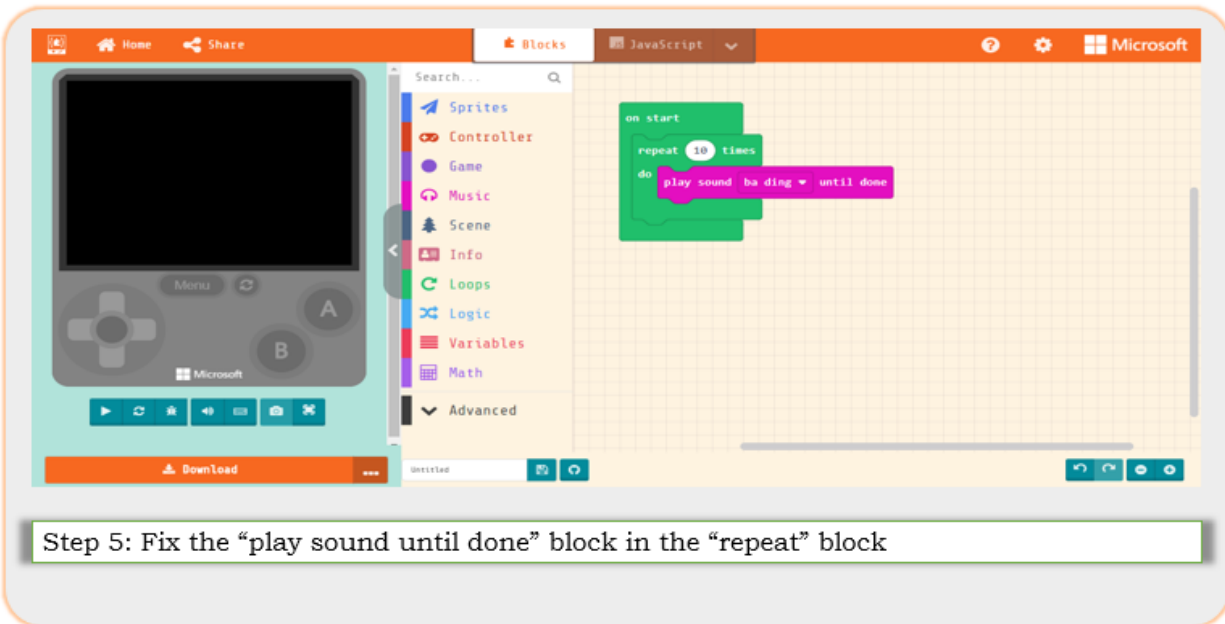 Home
Share
Blocks
JavaScript
Microsoft
Search...
Sprites
Controller
Game
Music
Scene
Info
Loops
Logic
Variables
Math
Advanced
on start
repeat 10 times
do
play sound ba ding until done
Menu
A
B
Microsoft
Download
...
Untitled
Step 5: Fix the “play sound until done” block in the “repeat” block